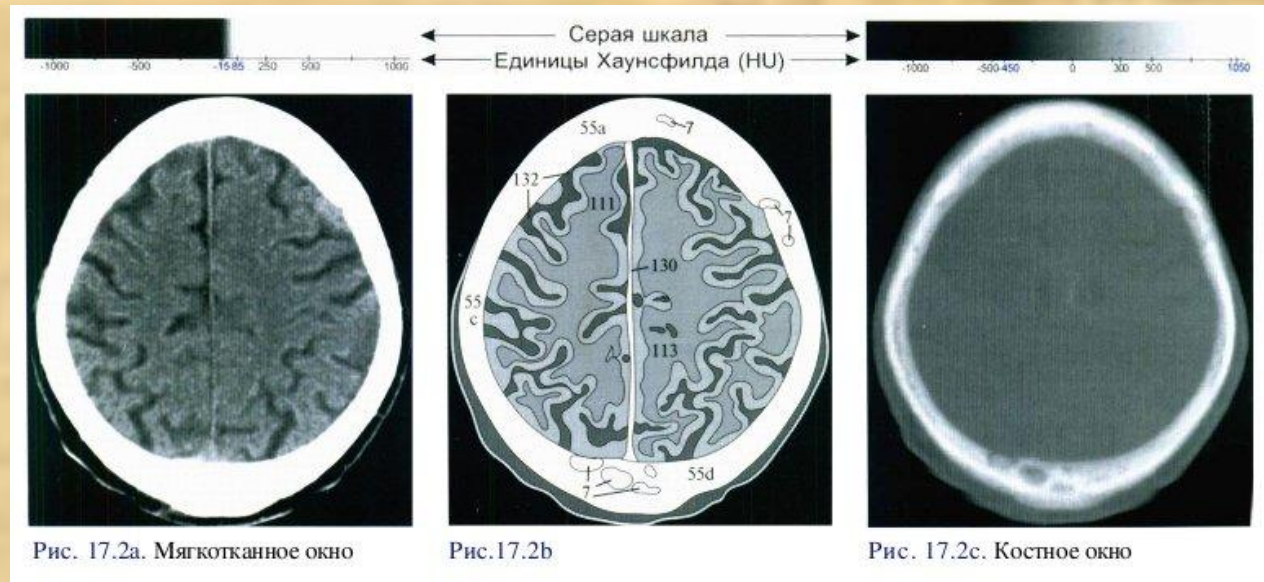 Серая шкала
Единицы Хаунсфилда (HU)
-1000 -500 -15 85 250 500 1000
-1000 -500 -450 0 300 500 1050
55a
7
132
111
7
130
55
c
113
1
7
55d
Рис. 17.2a. Мягкотканное окно
Рис.17.2b
Рис. 17.2c. Костное окно